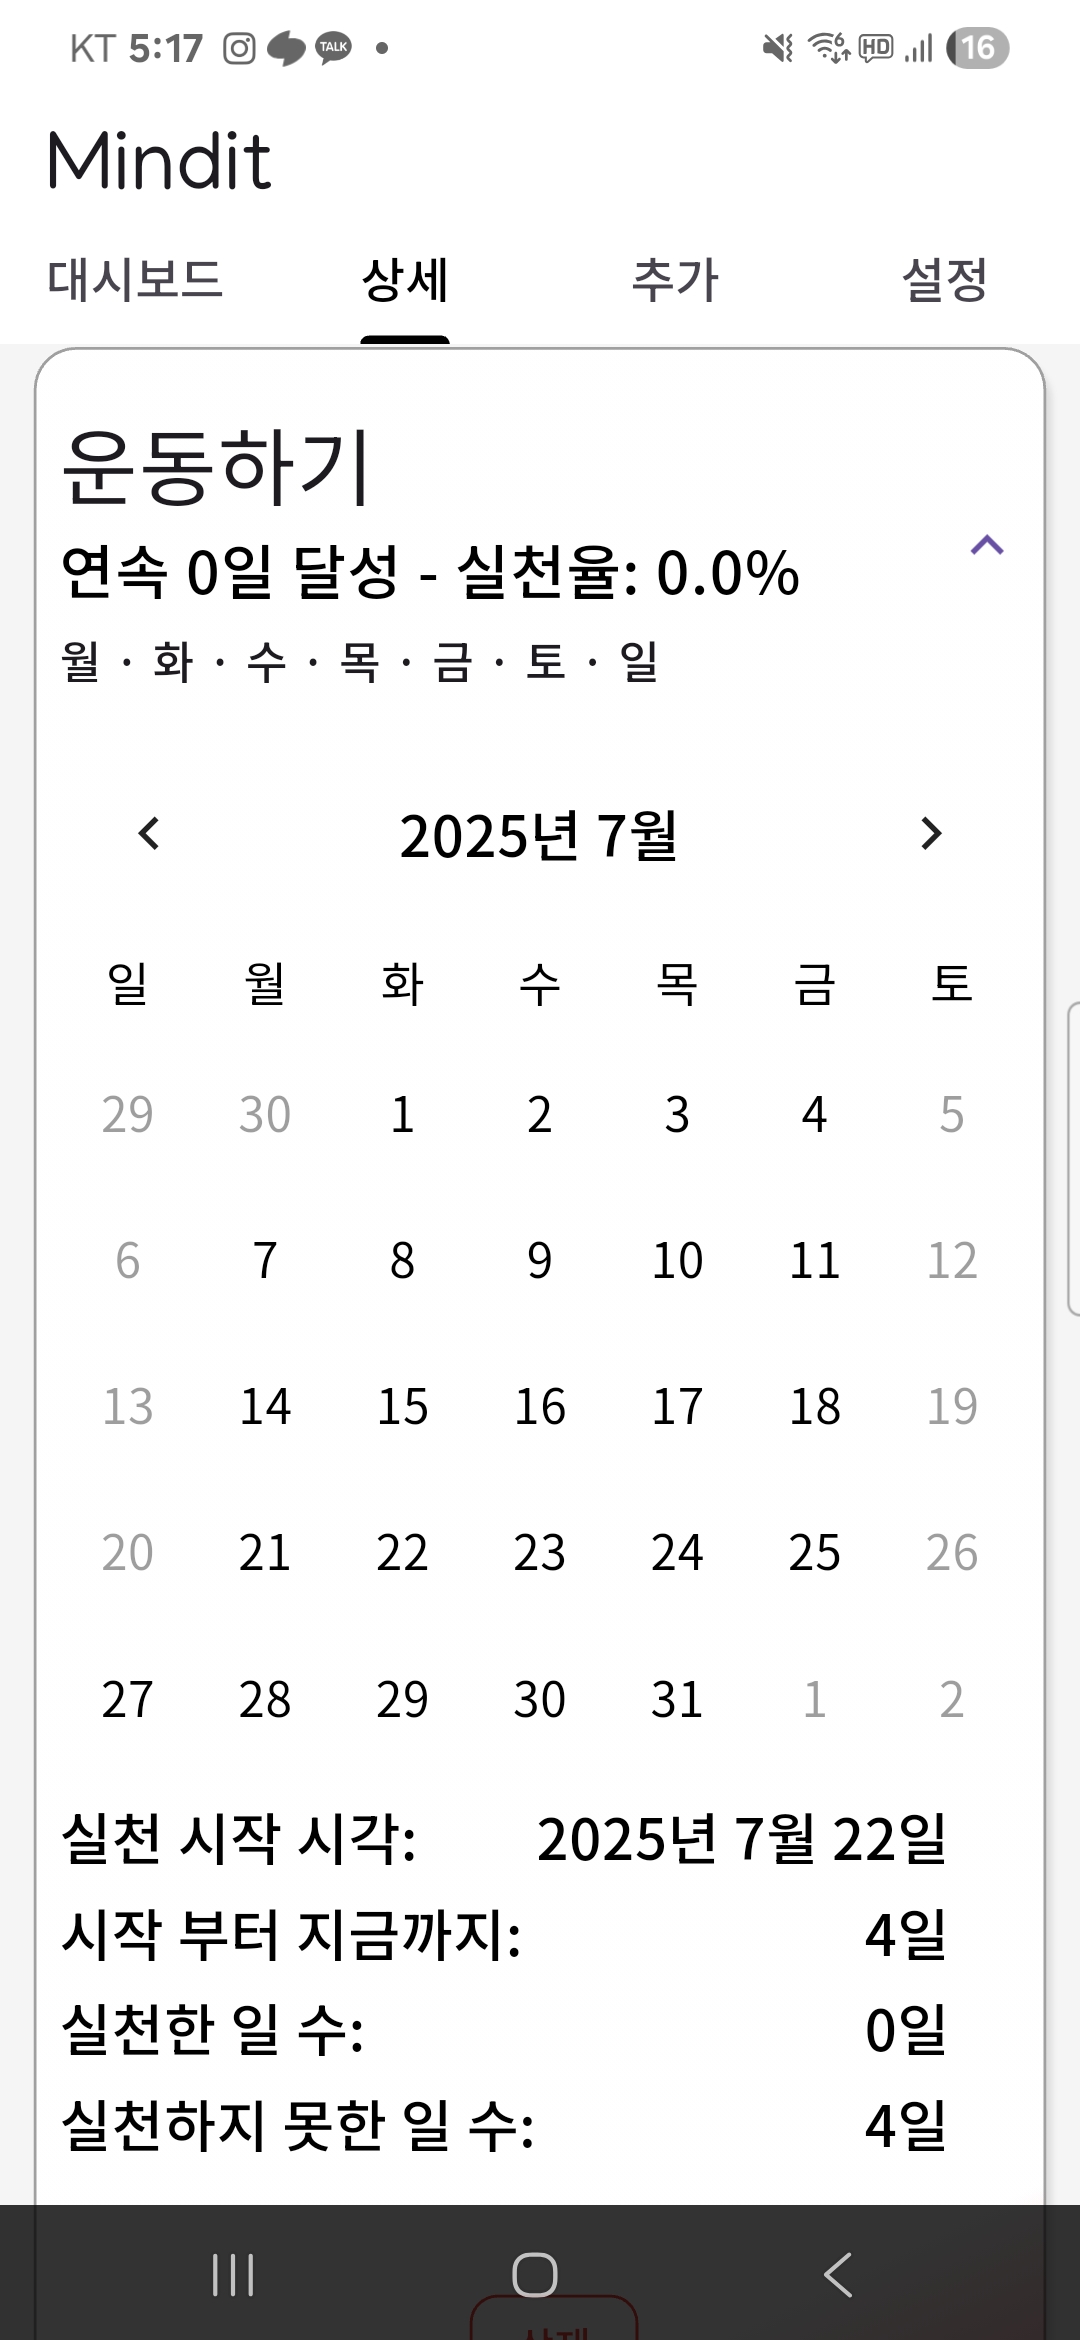 KT 5:17 TALK 6 HD 16
Mindit
대시보드 상세 추가 설정
운동하기
연속 0일 달성 - 실천율: 0.0%
월 · 화 · 수 · 목 · 금 · 토 · 일
2025년 7월
일 월 화 수 목 금 토
29 30 1 2 3 4 5
6 7 8 9 10 11 12
13 14 15 16 17 18 19
20 21 22 23 24 25 26
27 28 29 30 31 1 2
실천 시작 시각: 2025년 7월 22일
시작 부터 지금까지: 4일
실천한 일 수: 0일
실천하지 못한 일 수: 4일